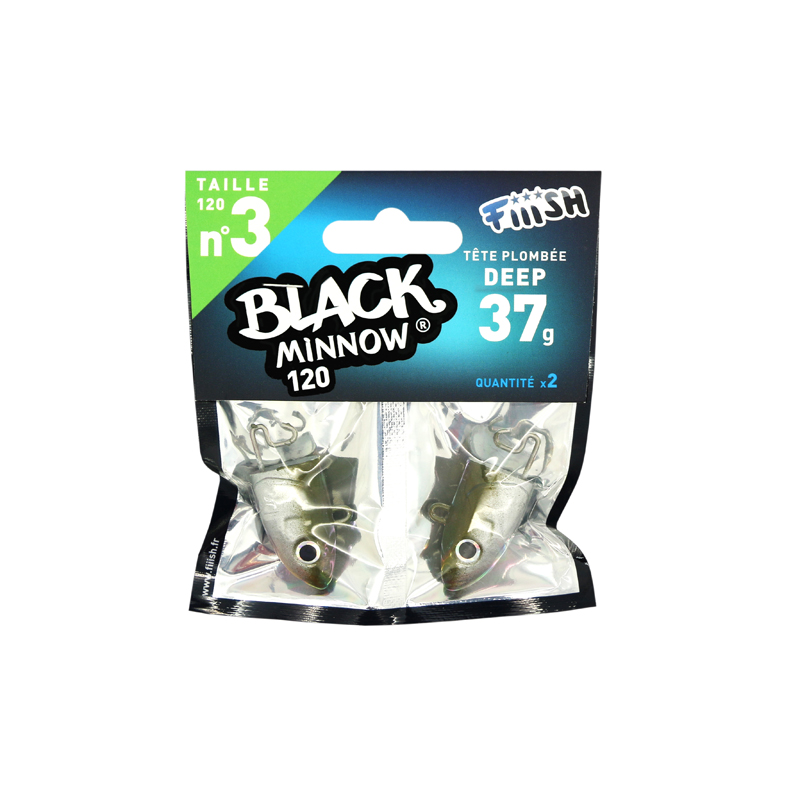 TAILLE
120
n°3
FiiiSH
TÊTE PLOMBÉE
DEEP
37g
BLACK
MINNOW®
120
QUANTITÉ x2
www.fiiish.fr